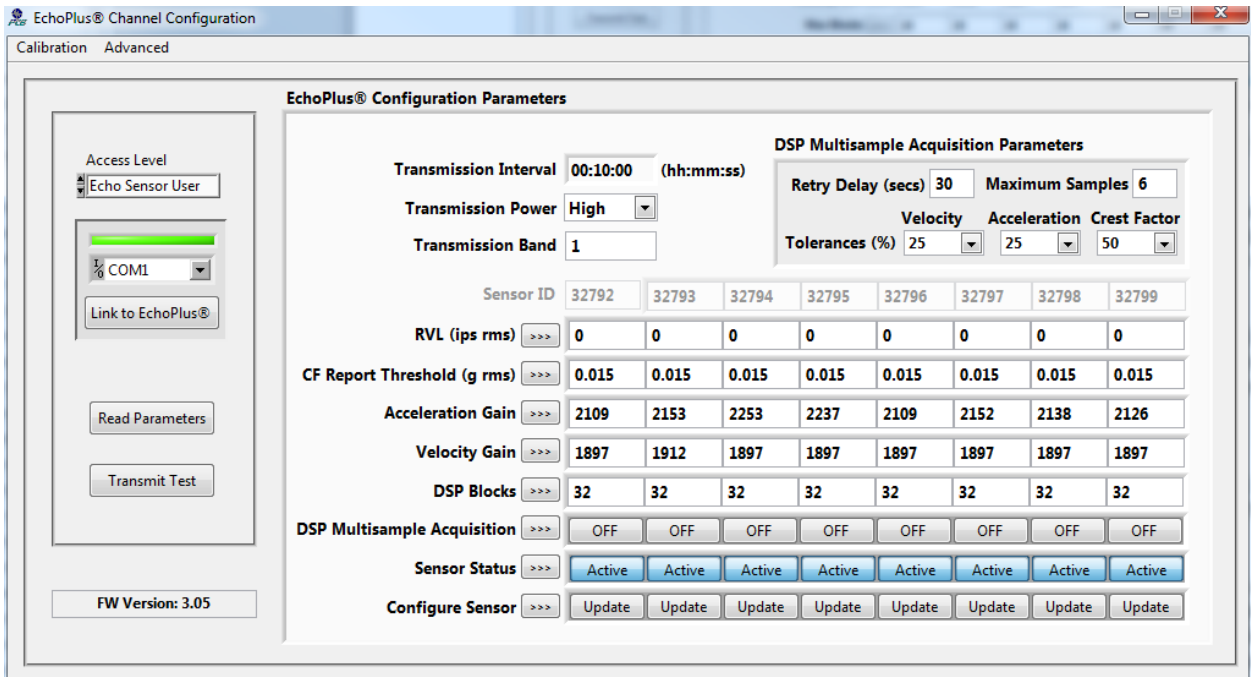 EchoPlus® Channel Configuration
Calibration Advanced
EchoPlus® Configuration Parameters
Access Level
Echo Sensor User
COM1
Link to EchoPlus®
Read Parameters
Transmit Test
FW Version: 3.05
Transmission Interval 00:10:00 (hh:mm:ss)
Transmission Power High
Transmission Band 1
DSP Multisample Acquisition Parameters
Retry Delay (secs) 30 Maximum Samples 6
Velocity Acceleration Crest Factor
Tolerances (%) 25 25 50
Sensor ID 32792 32793 32794 32795 32796 32797 32798 32799
RVL (ips rms) >>> 0 0 0 0 0 0 0 0
CF Report Threshold (g rms) >>> 0.015 0.015 0.015 0.015 0.015 0.015 0.015 0.015
Acceleration Gain >>> 2109 2153 2253 2237 2109 2152 2138 2126
Velocity Gain >>> 1897 1912 1897 1897 1897 1897 1897 1897
DSP Blocks >>> 32 32 32 32 32 32 32 32
DSP Multisample Acquisition >>> OFF OFF OFF OFF OFF OFF OFF OFF
Sensor Status >>> Active Active Active Active Active Active Active Active
Configure Sensor >>> Update Update Update Update Update Update Update Update